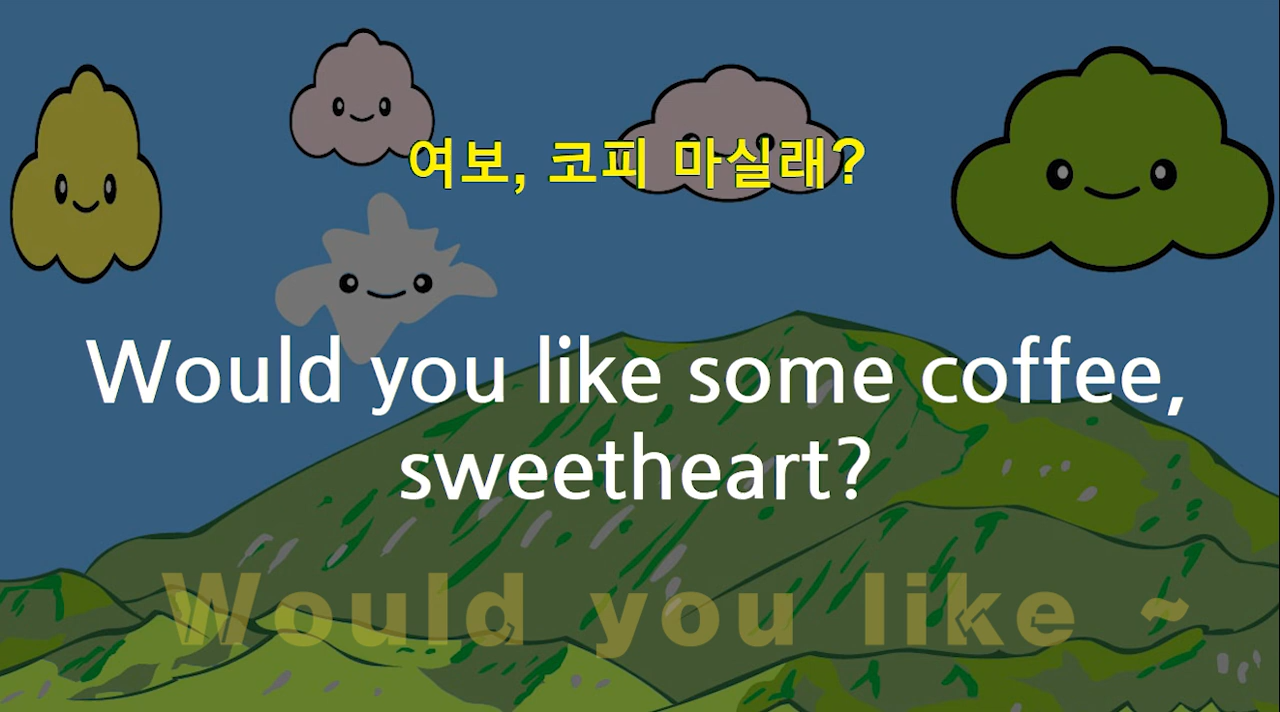 여보, 코피 마실래?
Would you like some coffee,
sweetheart?
Would you like ~